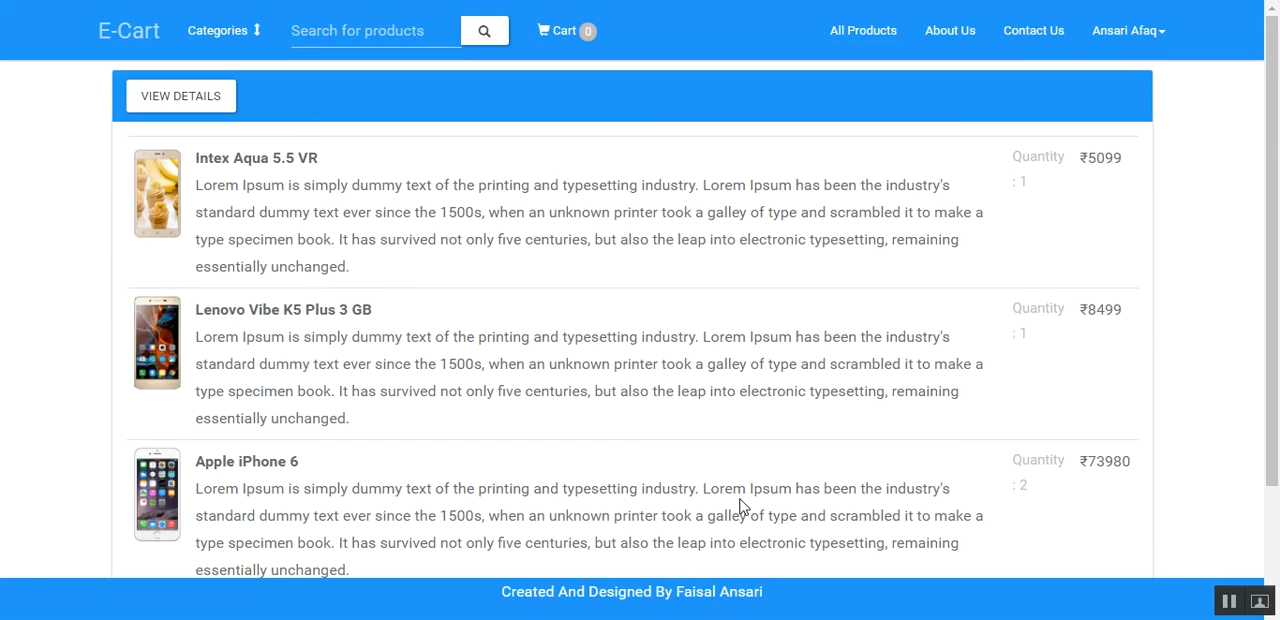 E-Cart Categories Search for products Cart 0 All Products About Us Contact Us Ansari Afaq
VIEW DETAILS
Intex Aqua 5.5 VR
Lorem Ipsum is simply dummy text of the printing and typesetting industry. Lorem Ipsum has been the industry's
standard dummy text ever since the 1500s, when an unknown printer took a galley of type and scrambled it to make a
type specimen book. It has survived not only five centuries, but also the leap into electronic typesetting, remaining
essentially unchanged.
Quantity
: 1
₹5099
Lenovo Vibe K5 Plus 3 GB
Lorem Ipsum is simply dummy text of the printing and typesetting industry. Lorem Ipsum has been the industry's
standard dummy text ever since the 1500s, when an unknown printer took a galley of type and scrambled it to make a
type specimen book. It has survived not only five centuries, but also the leap into electronic typesetting, remaining
essentially unchanged.
Quantity
: 1
₹8499
Apple iPhone 6
Lorem Ipsum is simply dummy text of the printing and typesetting industry. Lorem Ipsum has been the industry's
standard dummy text ever since the 1500s, when an unknown printer took a galley of type and scrambled it to make a
type specimen book. It has survived not only five centuries, but also the leap into electronic typesetting, remaining
essentially unchanged.
Quantity
: 2
₹73980
Created And Designed By Faisal Ansari